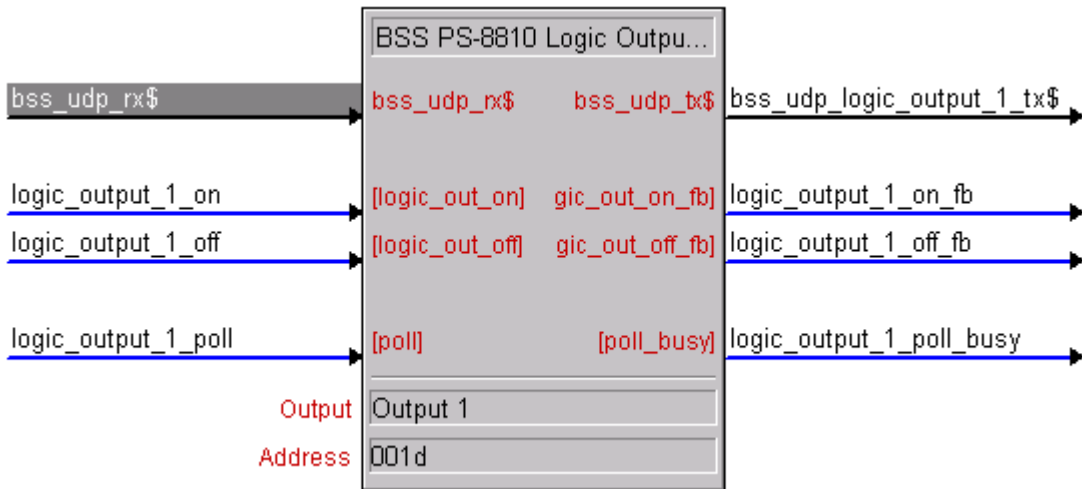 BSS PS-8810 Logic Outpu...
bss_udp_rx$ bss_udp_rx$ bss_udp_tx$ bss_udp_logic_output_1_tx$
logic_output_1_on [logic_out_on] gic_out_on_fb] logic_output_1_on_fb
logic_output_1_off [logic_out_off] gic_out_off_fb] logic_output_1_off_fb
logic_output_1_poll [poll] [poll_busy] logic_output_1_poll_busy
Output Output 1
Address 001d